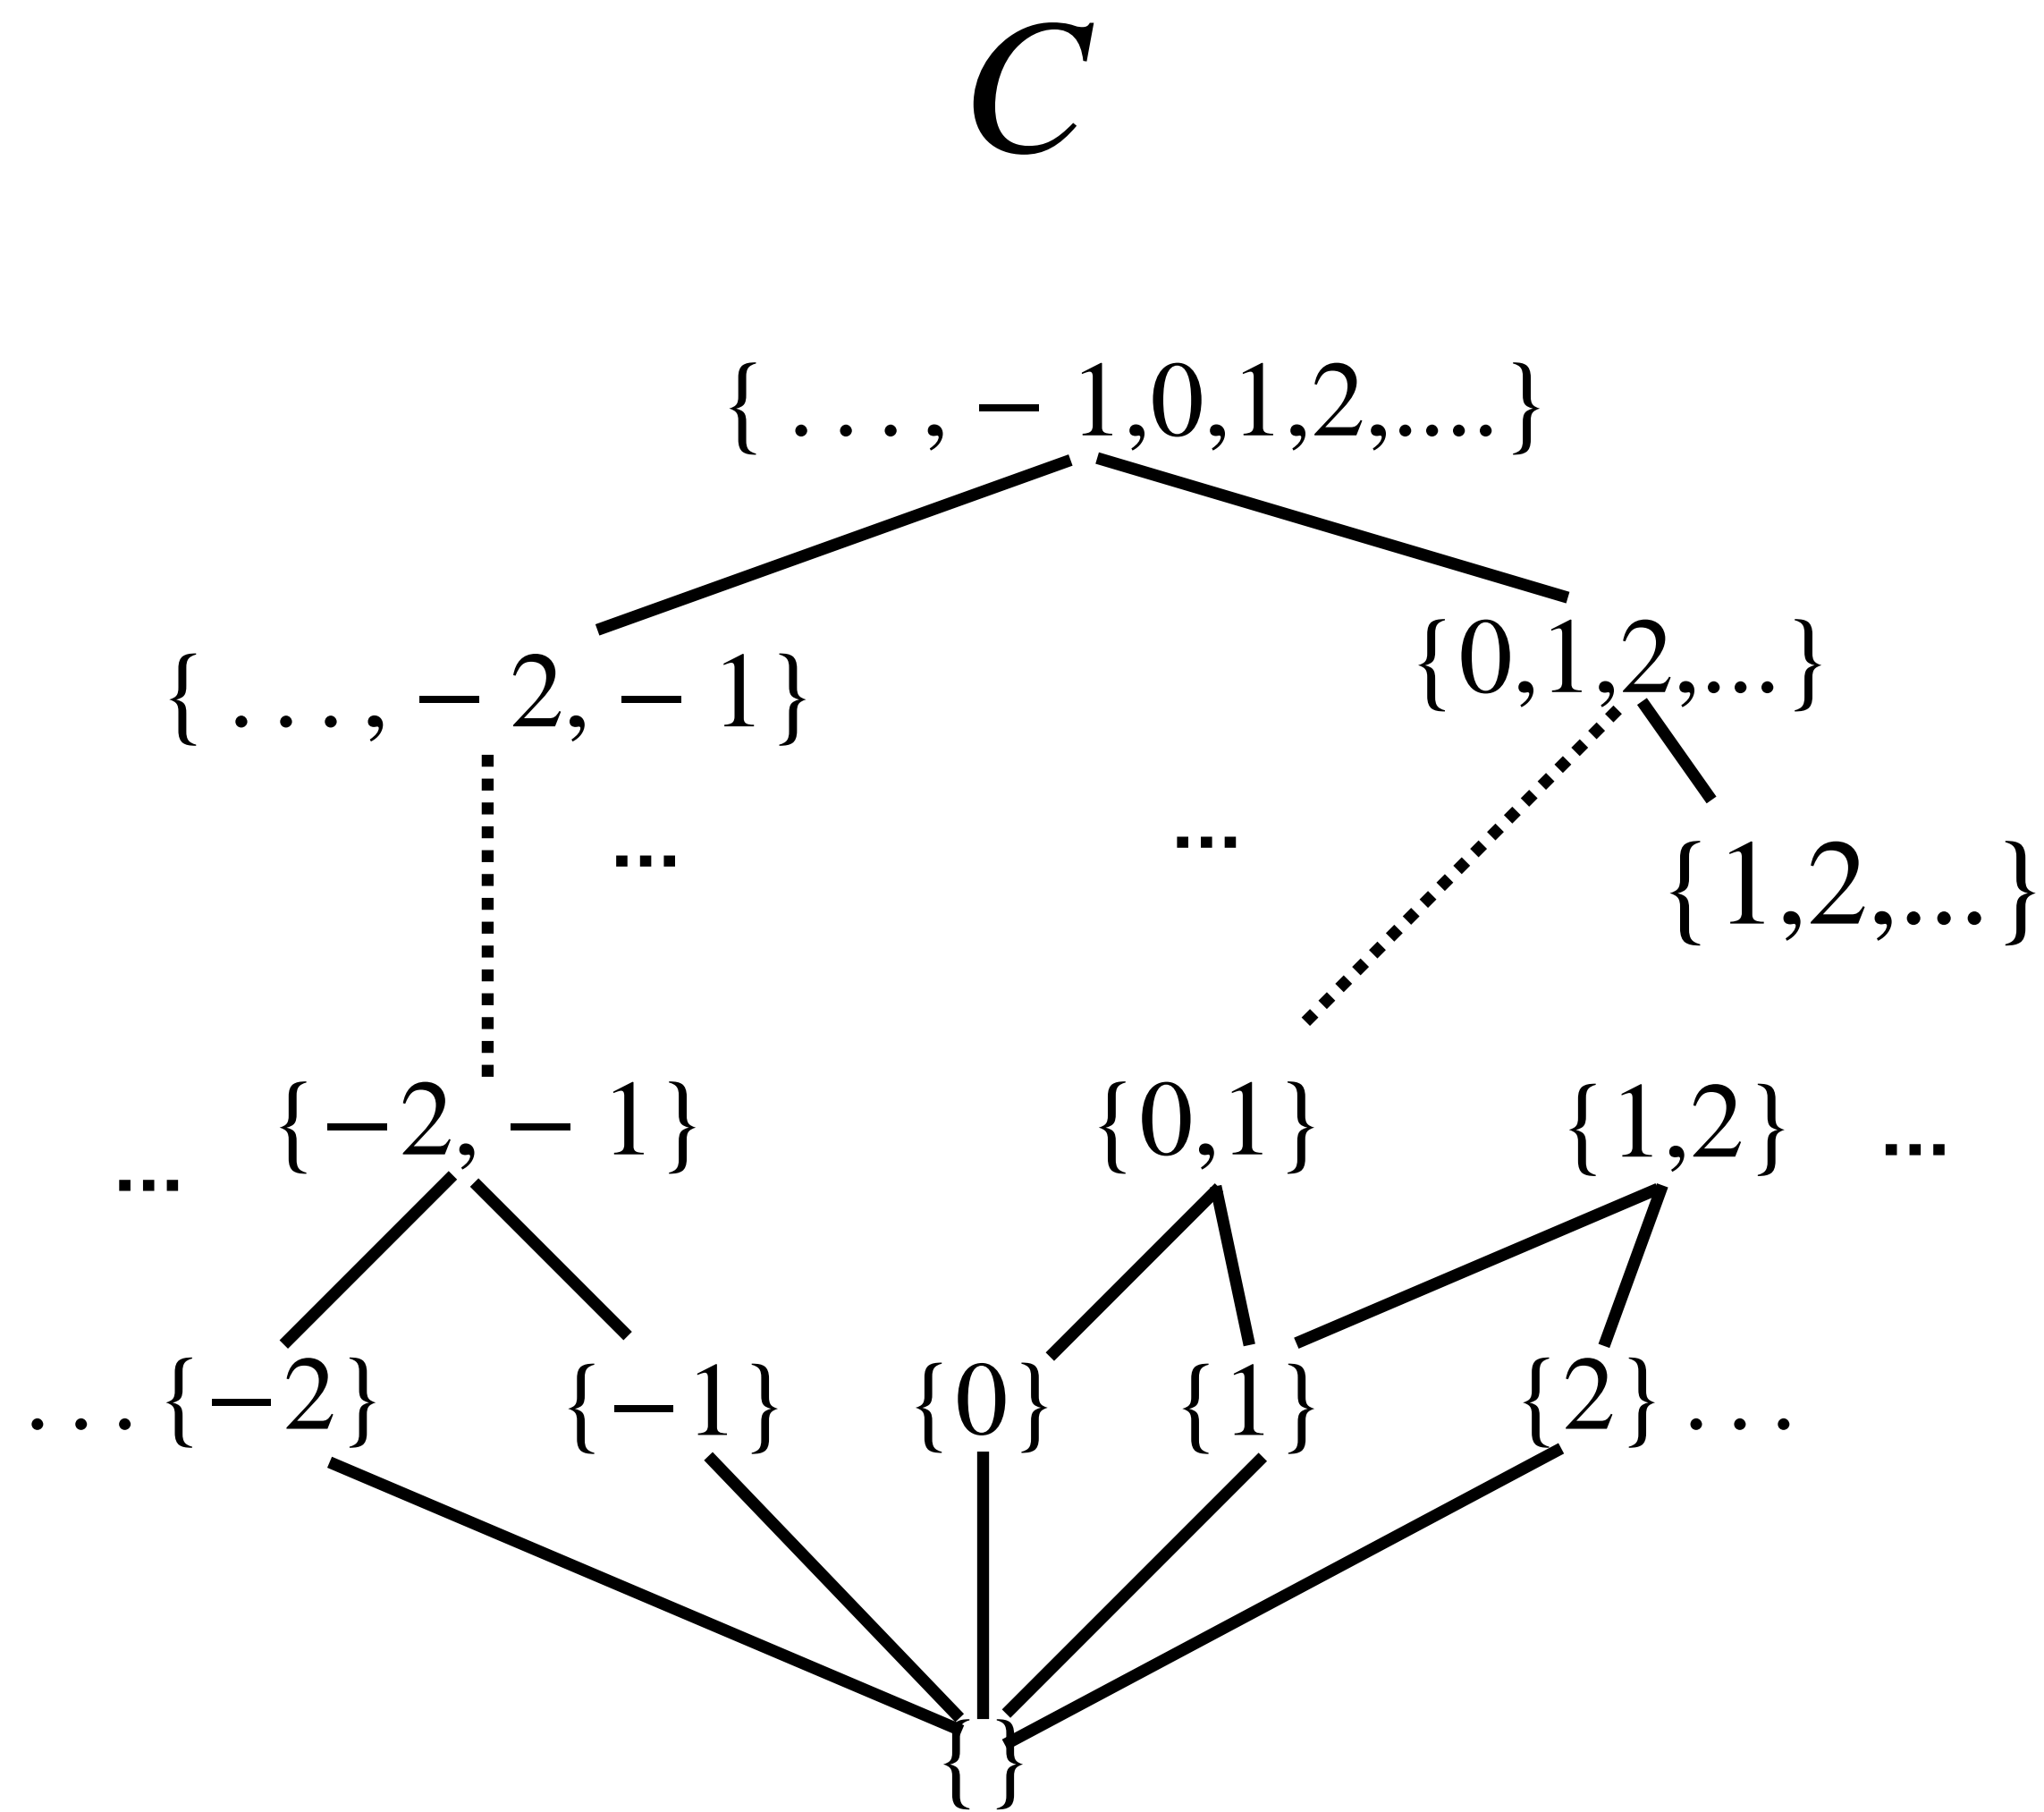 C
{ . . . , − 1,0,1,2,....}
{ . . . , − 2, − 1}
{0,1,2,...}
... ...
{1,2,...}
{−2, − 1}
{0,1}
{1,2} ...
...
. . . {−2}
{−1}
{0}
{1}
{2} . . .
{ }